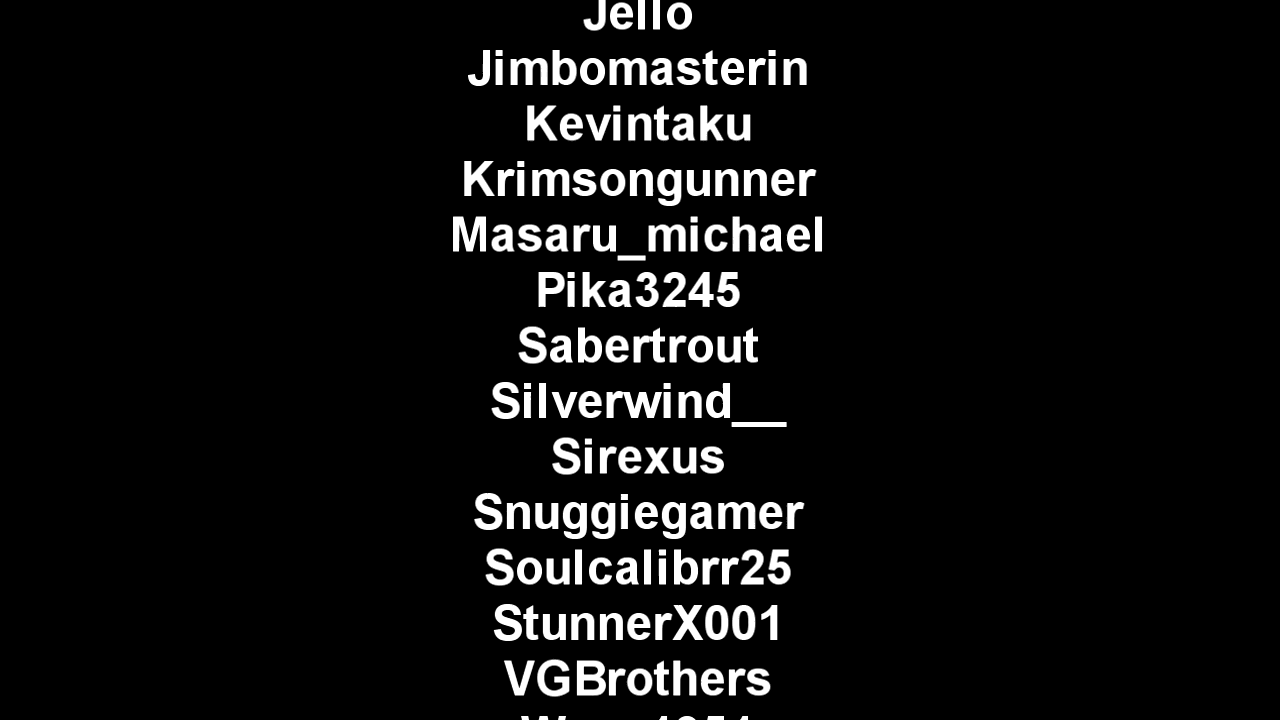 Jello
Jimbomasterin
Kevintaku
Krimsongunner
Masaru_michael
Pika3245
Sabertrout
Silverwind__
Sirexus
Snuggiegamer
Soulcalibrr25
StunnerX001
VGBrothers